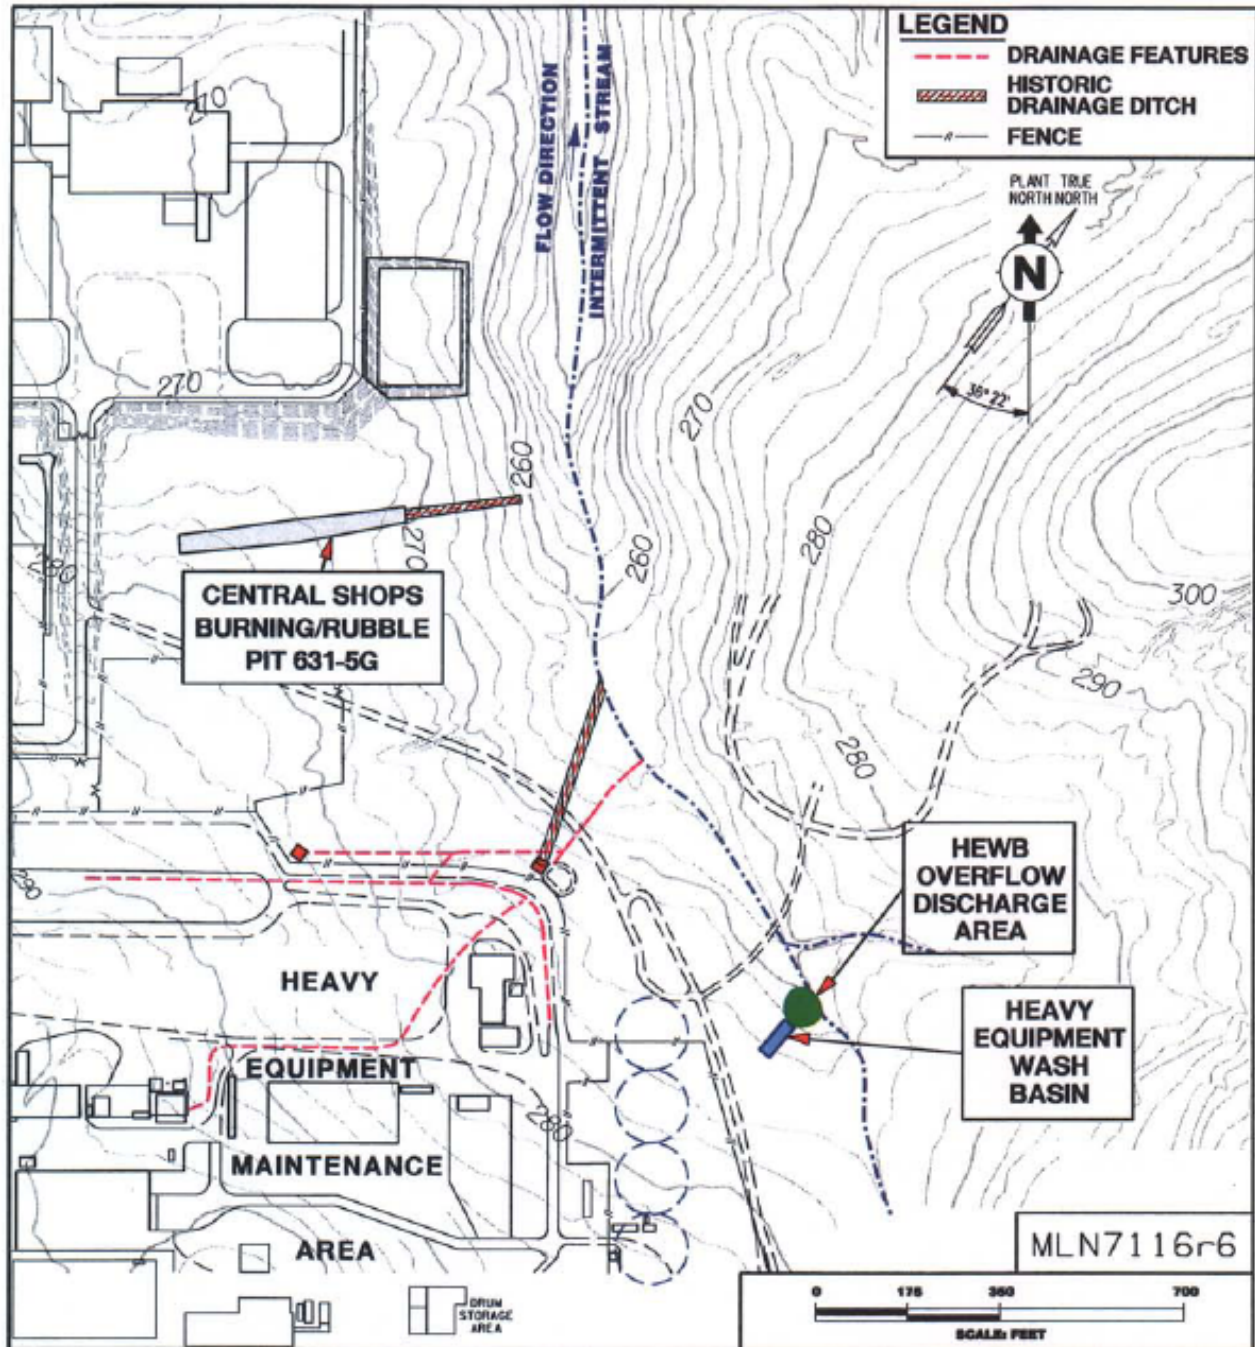 LEGEND
DRAINAGE FEATURES
HISTORIC
DRAINAGE DITCH
FENCE
PLANT TRUE
NORTH NORTH
N
36° 22'
FLOW DIRECTION
INTERMITTENT STREAM
270
270
260
270
270
260
280
280
300
290
280
CENTRAL SHOPS
BURNING/RUBBLE
PIT 631-5G
HEWB
OVERFLOW
DISCHARGE
AREA
HEAVY
EQUIPMENT
WASH
BASIN
HEAVY
EQUIPMENT
MAINTENANCE
AREA
290
280
DRUM
STORAGE
AREA
MLN7116r6
0 175 350 700
SCALE: FEET